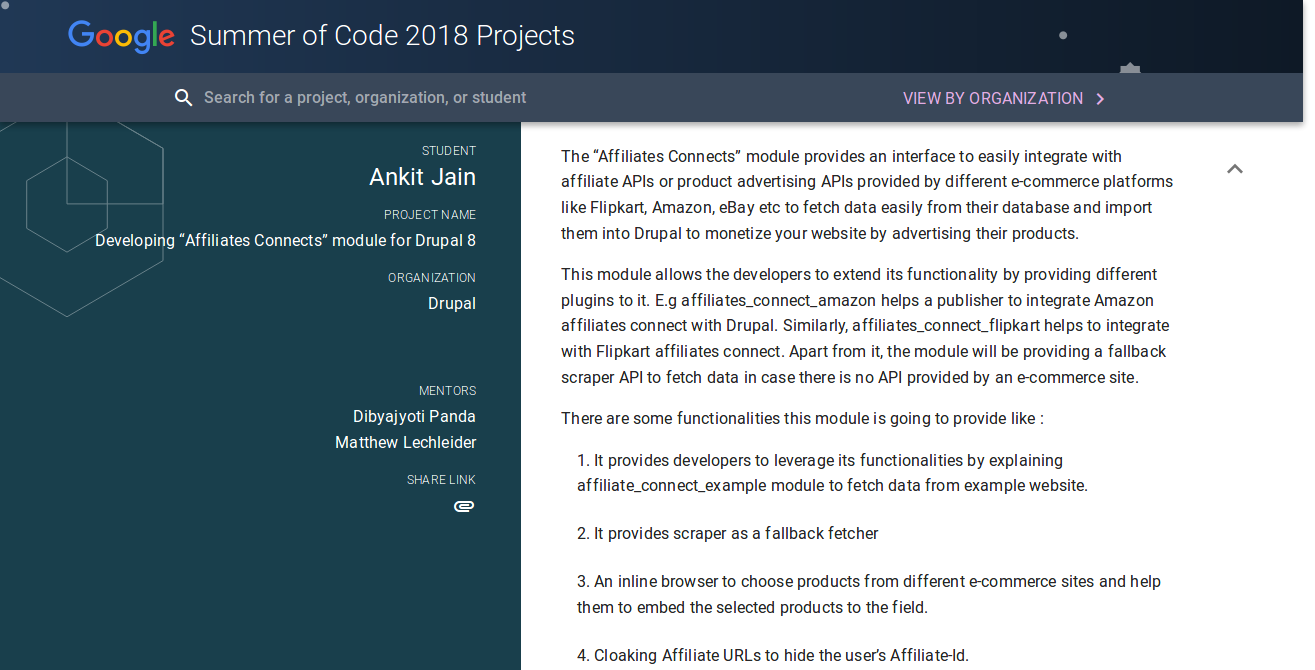 Google Summer of Code 2018 Projects
Search for a project, organization, or student
VIEW BY ORGANIZATION
STUDENT
Ankit Jain
PROJECT NAME
Developing “Affiliates Connects” module for Drupal 8
ORGANIZATION
Drupal
MENTORS
Dibyajyoti Panda
Matthew Lechleider
SHARE LINK
The “Affiliates Connects” module provides an interface to easily integrate with
affiliate APIs or product advertising APIs provided by different e-commerce platforms
like Flipkart, Amazon, eBay etc to fetch data easily from their database and import
them into Drupal to monetize your website by advertising their products.
This module allows the developers to extend its functionality by providing different
plugins to it. E.g affiliates_connect_amazon helps a publisher to integrate Amazon
affiliates connect with Drupal. Similarly, affiliates_connect_flipkart helps to integrate
with Flipkart affiliates connect. Apart from it, the module will be providing a fallback
scraper API to fetch data in case there is no API provided by an e-commerce site.
There are some functionalities this module is going to provide like :
1. It provides developers to leverage its functionalities by explaining
affiliate_connect_example module to fetch data from example website.
2. It provides scraper as a fallback fetcher
3. An inline browser to choose products from different e-commerce sites and help
them to embed the selected products to the field.
4. Cloaking Affiliate URLs to hide the user’s Affiliate-Id.